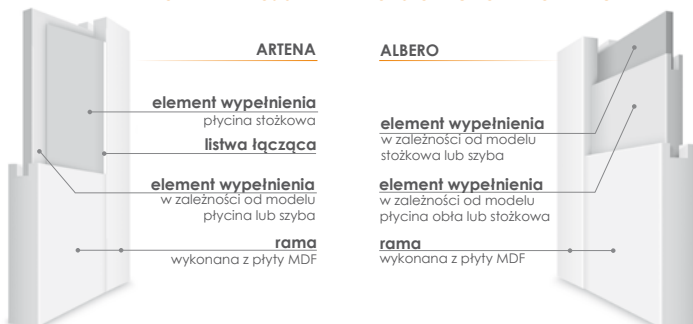 ARTENA
element wypełnienia
płycina stożkowa
listwa łącząca
element wypełnienia
w zależności od modelu
płycina lub szyba
rama
wykonana z płyty MDF
ALBERO
element wypełnienia
w zależności od modelu
stożkowa lub szyba
element wypełnienia
w zależności od modelu
płycina obła lub stożkowa
rama
wykonana z płyty MDF